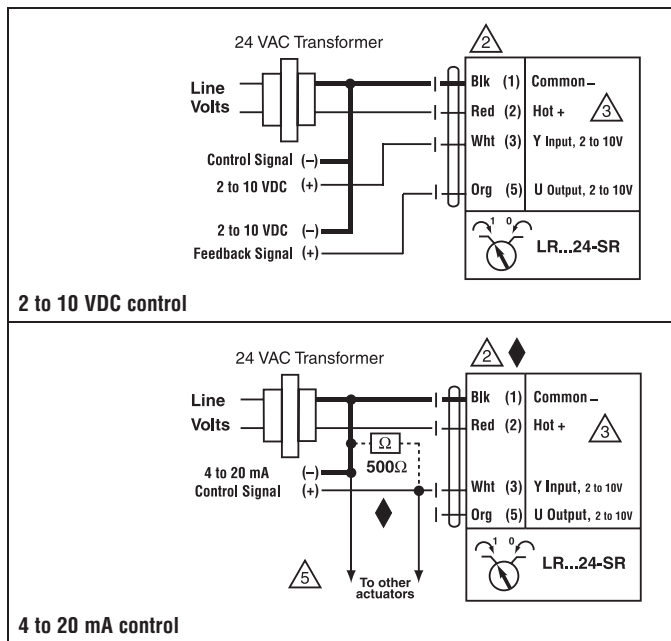 24 VAC Transformer
Line
Volts
Control Signal (–)
2 to 10 VDC (+)
2 to 10 VDC (–)
Feedback Signal (+)
2
Blk (1) Common –
Red (2) Hot +
3
Wht (3) Y Input, 2 to 10V
Org (5) U Output, 2 to 10V
1 0
LR...24-SR
2 to 10 VDC control
24 VAC Transformer
Line
Volts
Ω
500Ω
4 to 20 mA (–)
Control Signal (+)
5
To other
actuators
2
Blk (1) Common –
Red (2) Hot +
3
Wht (3) Y Input, 2 to 10V
Org (5) U Output, 2 to 10V
1 0
LR...24-SR
4 to 20 mA control